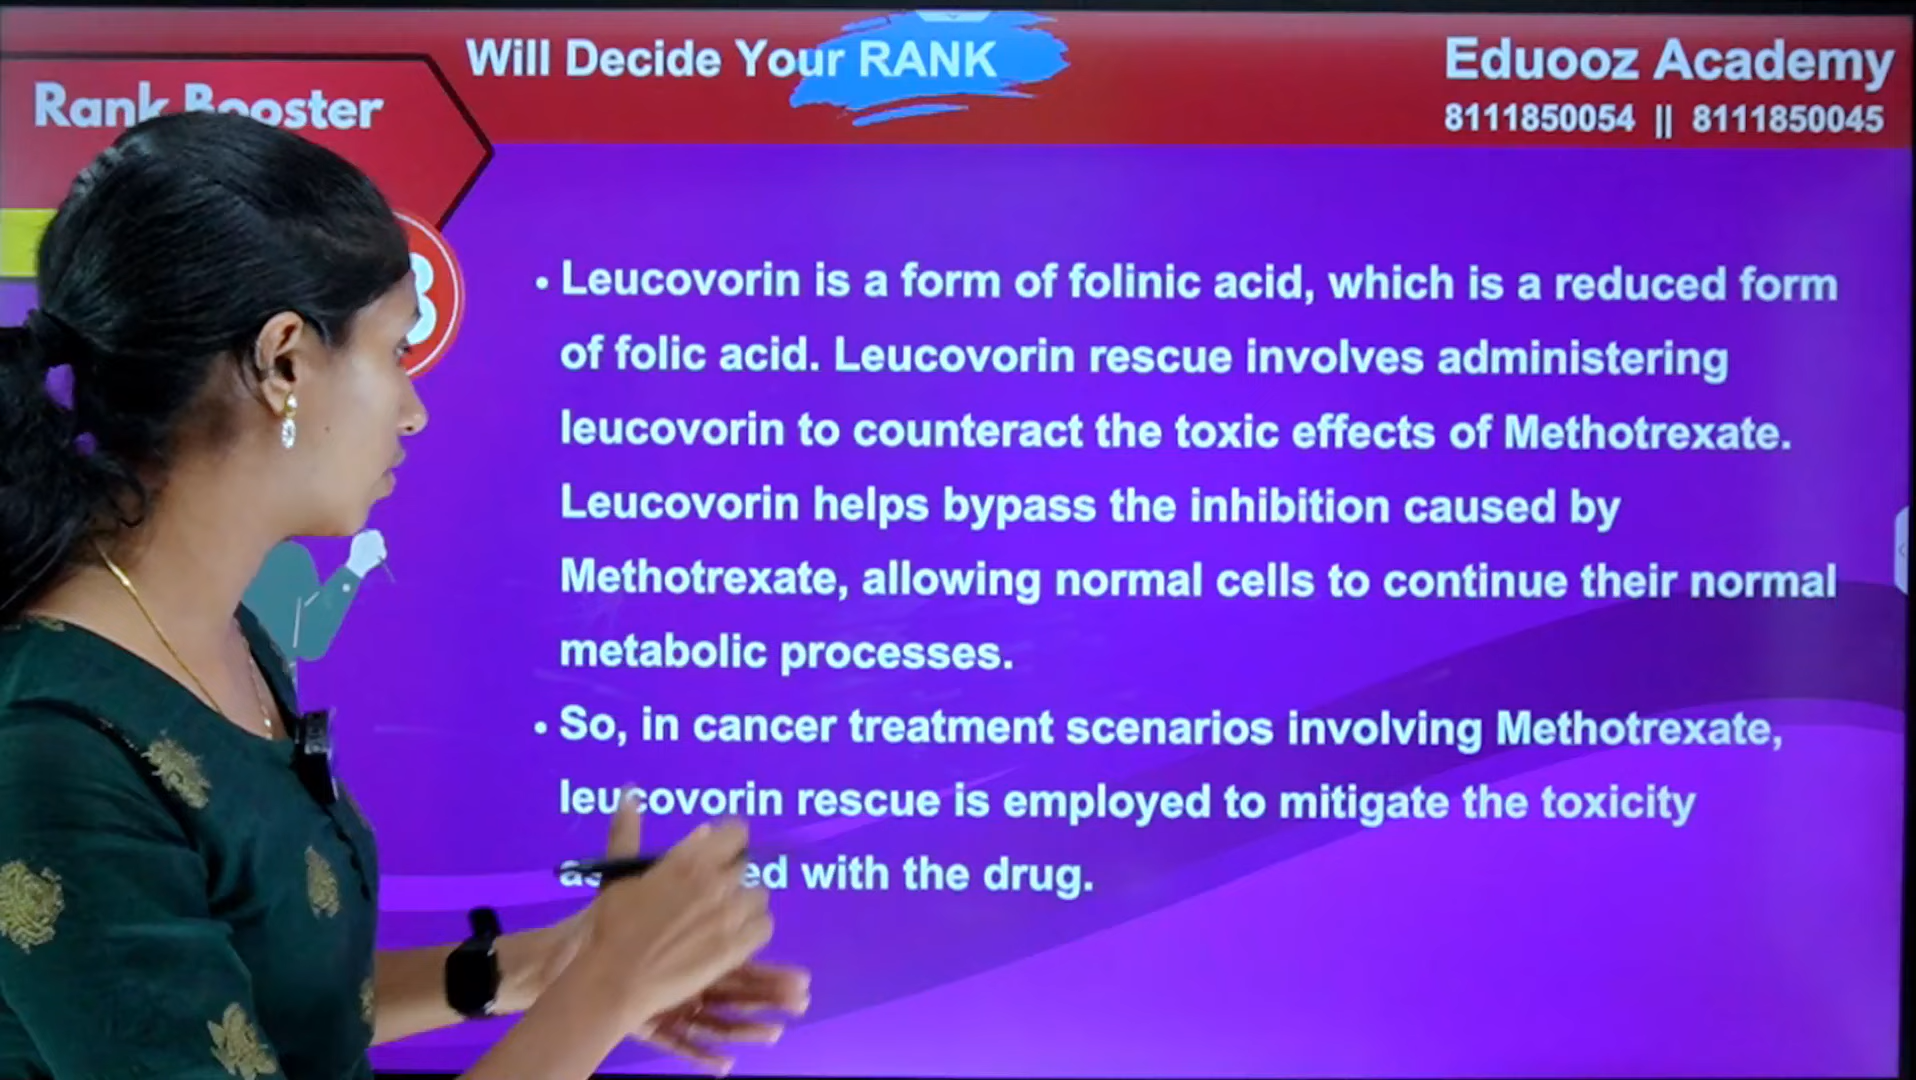 Will Decide Your RANK
Eduooz Academy
8111850054 || 8111850045
Rank Booster
• Leucovorin is a form of folinic acid, which is a reduced form
of folic acid. Leucovorin rescue involves administering
leucovorin to counteract the toxic effects of Methotrexate.
Leucovorin helps bypass the inhibition caused by
Methotrexate, allowing normal cells to continue their normal
metabolic processes.
• So, in cancer treatment scenarios involving Methotrexate,
leucovorin rescue is employed to mitigate the toxicity
with the drug.